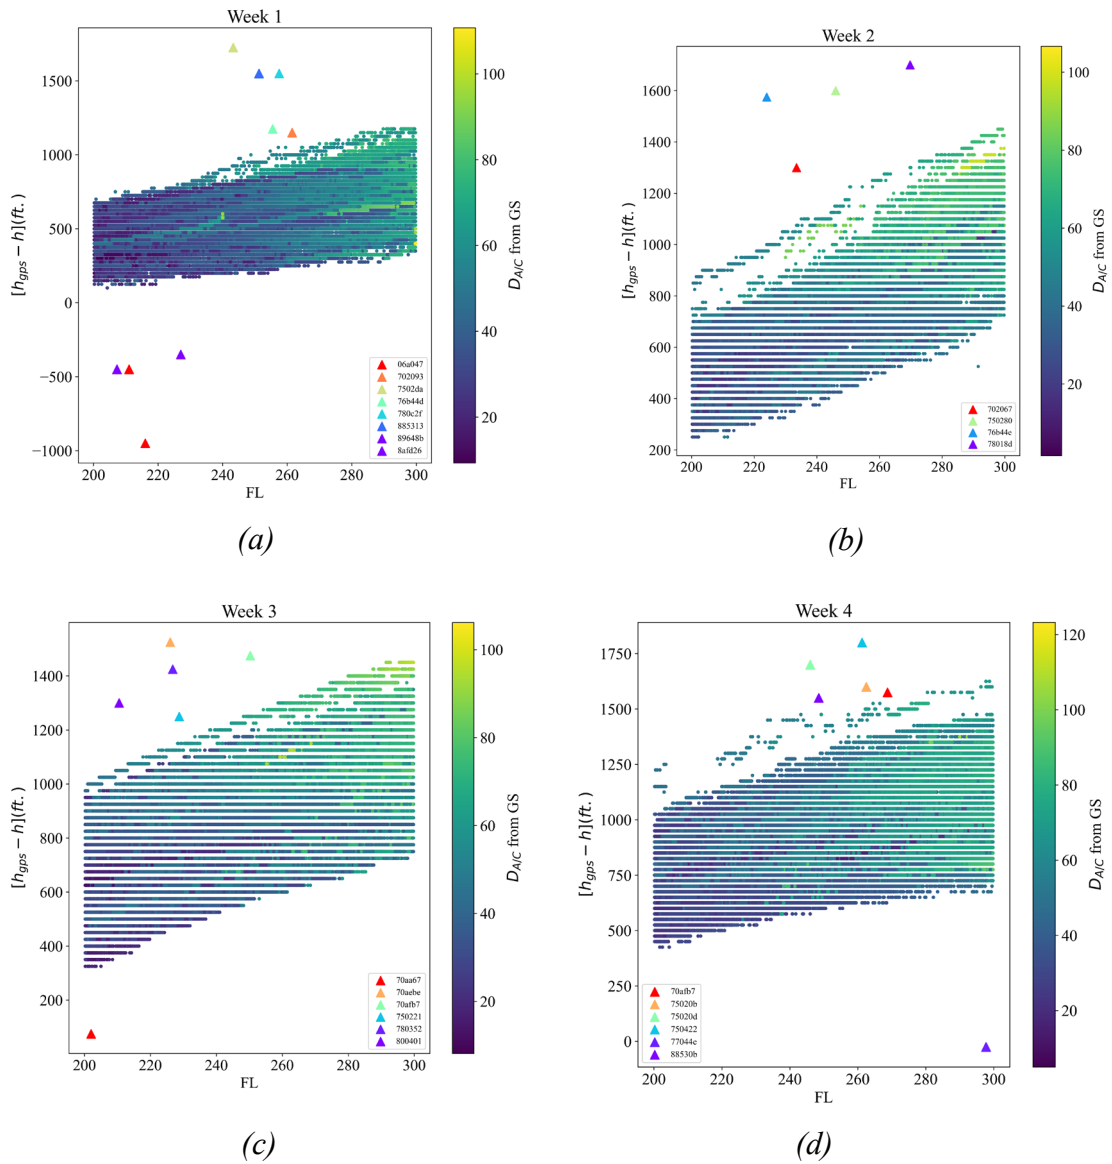 Week 1
[h_gps − h](ft.)
1500
1000
500
0
−500
−1000
200
220
240
260
280
300
FL
06a047
702093
7502da
76b44d
780c2f
885313
89648b
8afd26
100
80
60
40
20
D_A/C from GS
(a)
Week 2
[h_gps − h](ft.)
1600
1400
1200
1000
800
600
400
200
200
220
240
260
280
300
FL
702067
750280
76b44e
78018d
100
80
60
40
20
D_A/C from GS
(b)
Week 3
[h_gps − h](ft.)
1400
1200
1000
800
600
400
200
200
220
240
260
280
300
FL
70aa67
70aebe
70afb7
750221
780352
800401
100
80
60
40
20
D_A/C from GS
(c)
Week 4
[h_gps − h](ft.)
1750
1500
1250
1000
750
500
250
0
200
220
240
260
280
300
FL
70afb7
75020b
75020d
750422
77044e
88530b
120
100
80
60
40
20
D_A/C from GS
(d)